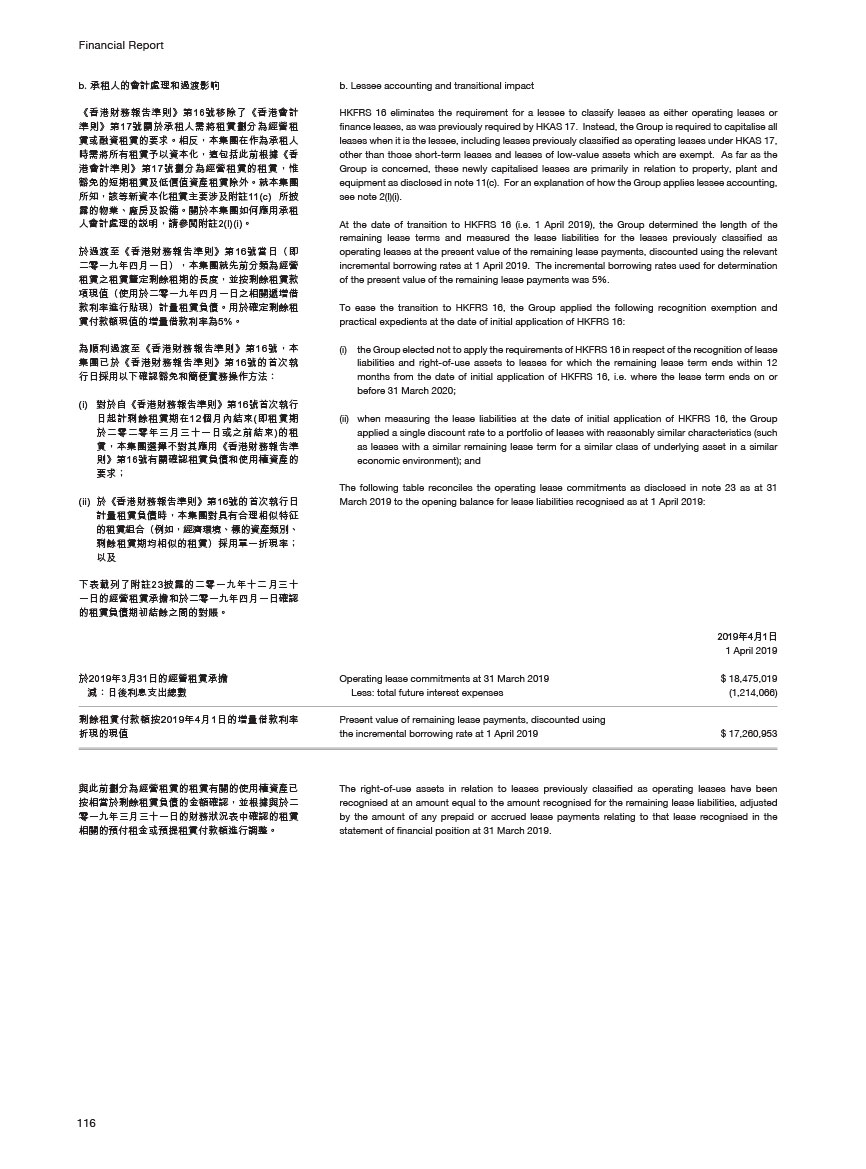 Financial Report
b. 承租人的會計處理和過渡影响
《香港財務報告準則》第16號移除了《香港會計
準則》第17號關於承租人需將租賃劃分為經營租
賃或融資租賃的要求。相反，本集團在作為承租人
時需將所有租賃予以資本化，這包括此前根據《香
港會計準則》第17號劃分為經營租賃的租賃，惟
豁免的短期租賃及低價值資產租賃除外。就本集團
所知，該等新資本化租賃主要涉及附註11(c) 所披
露的物業、廠房及設備。關於本集團如何應用承租
人會計處理的説明，請參閱附註2(l)(i)。
於過渡至《香港財務報告準則》第16號當日（即
二零一九年四月一日），本集團就先前分類為經營
租賃之租賃釐定剩餘租期的長度，並按剩餘租賃款
項現值（使用於二零一九年四月一日之相關遞增借
款利率進行貼現）計量租賃負債。用於確定剩餘租
賃付款額現值的增量借款利率為5%。
為順利過渡至《香港財務報告準則》第16號，本
集團已於《香港財務報告準則》第16號的首次執
行日採用以下確認豁免和簡便實務操作方法：
(i) 對於自《香港財務報告準則》第16號首次執行
日起計剩餘租賃期在12個月內結束(即租賃期
於二零二零年三月三十一日或之前結束)的租
賃，本集團選擇不對其應用《香港財務報告準
則》第16號有關確認租賃負債和使用權資產的
要求；
(ii) 於《香港財務報告準則》第16號的首次執行日
計量租賃負債時，本集團對具有合理相似特征
的租賃組合（例如，經濟環境、標的資產類別、
剩餘租賃期均相似的租賃）採用單一折現率；
以及
下表載列了附註23披露的二零一九年十二月三十
一日的經營租賃承擔和於二零一九年四月一日確認
的租賃負債期初結餘之間的對賬。
b. Lessee accounting and transitional impact
HKFRS 16 eliminates the requirement for a lessee to classify leases as either operating leases or
finance leases, as was previously required by HKAS 17. Instead, the Group is required to capitalise all
leases when it is the lessee, including leases previously classified as operating leases under HKAS 17,
other than those short-term leases and leases of low-value assets which are exempt. As far as the
Group is concerned, these newly capitalised leases are primarily in relation to property, plant and
equipment as disclosed in note 11(c). For an explanation of how the Group applies lessee accounting,
see note 2(l)(i).
At the date of transition to HKFRS 16 (i.e. 1 April 2019), the Group determined the length of the
remaining lease terms and measured the lease liabilities for the leases previously classified as
operating leases at the present value of the remaining lease payments, discounted using the relevant
incremental borrowing rates at 1 April 2019. The incremental borrowing rates used for determination
of the present value of the remaining lease payments was 5%.
To ease the transition to HKFRS 16, the Group applied the following recognition exemption and
practical expedients at the date of initial application of HKFRS 16:
(i) the Group elected not to apply the requirements of HKFRS 16 in respect of the recognition of lease
liabilities and right-of-use assets to leases for which the remaining lease term ends within 12
months from the date of initial application of HKFRS 16, i.e. where the lease term ends on or
before 31 March 2020;
(ii) when measuring the lease liabilities at the date of initial application of HKFRS 16, the Group
applied a single discount rate to a portfolio of leases with reasonably similar characteristics (such
as leases with a similar remaining lease term for a similar class of underlying asset in a similar
economic environment); and
The following table reconciles the operating lease commitments as disclosed in note 23 as at 31
March 2019 to the opening balance for lease liabilities recognised as at 1 April 2019:
2019年4月1日
1 April 2019
於2019年3月31日的經營租賃承擔 Operating lease commitments at 31 March 2019 $ 18,475,019
減：日後利息支出總數 Less: total future interest expenses (1,214,066)
剩餘租賃付款額按2019年4月1日的增量借款利率 Present value of remaining lease payments, discounted using
折現的現值 the incremental borrowing rate at 1 April 2019 $ 17,260,953
與此前劃分為經營租賃的租賃有關的使用權資產已
按相當於剩餘租賃負債的金額確認，並根據與於二
零一九年三月三十一日的財務狀況表中確認的租賃
相關的預付租金或預提租賃付款額進行調整。
The right-of-use assets in relation to leases previously classified as operating leases have been
recognised at an amount equal to the amount recognised for the remaining lease liabilities, adjusted
by the amount of any prepaid or accrued lease payments relating to that lease recognised in the
statement of financial position at 31 March 2019.
116